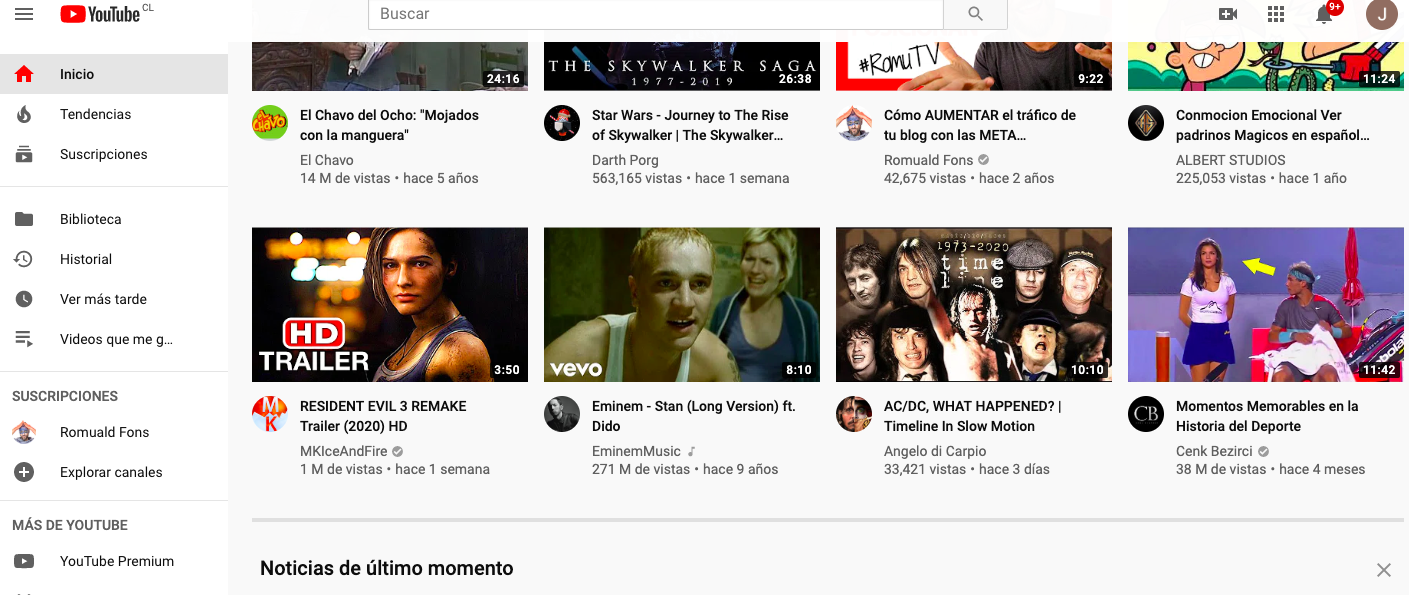 YouTube CL
Buscar
9+
J
Inicio
Tendencias
Suscripciones
Biblioteca
Historial
Ver más tarde
Videos que me g...
SUSCRIPCIONES
Romuald Fons
Explorar canales
MÁS DE YOUTUBE
YouTube Premium
24:16
THE SKYWALKER SAGA
1977-2019
26:38
#RomuTV
9:22
11:24
El Chavo
El Chavo del Ocho: "Mojados
con la manguera"
El Chavo
14 M de vistas • hace 5 años
Star Wars - Journey to The Rise
of Skywalker | The Skywalker...
Darth Porg
563,165 vistas • hace 1 semana
Cómo AUMENTAR el tráfico de
tu blog con las META...
Romuald Fons
42,675 vistas • hace 2 años
Conmocion Emocional Ver
padrinos Magicos en español...
ALBERT STUDIOS
225,053 vistas • hace 1 año
HD
TRAILER
3:50
vevo
8:10
1973-2020
time
line
10:10
11:42
MK
RESIDENT EVIL 3 REMAKE
Trailer (2020) HD
MKIceAndFire
1 M de vistas • hace 1 semana
Eminem - Stan (Long Version) ft.
Dido
EminemMusic
271 M de vistas • hace 9 años
AC/DC, WHAT HAPPENED? |
Timeline In Slow Motion
Angelo di Carpio
33,421 vistas • hace 3 días
CB
Momentos Memorables en la
Historia del Deporte
Cenk Bezirci
38 M de vistas • hace 4 meses
Noticias de último momento